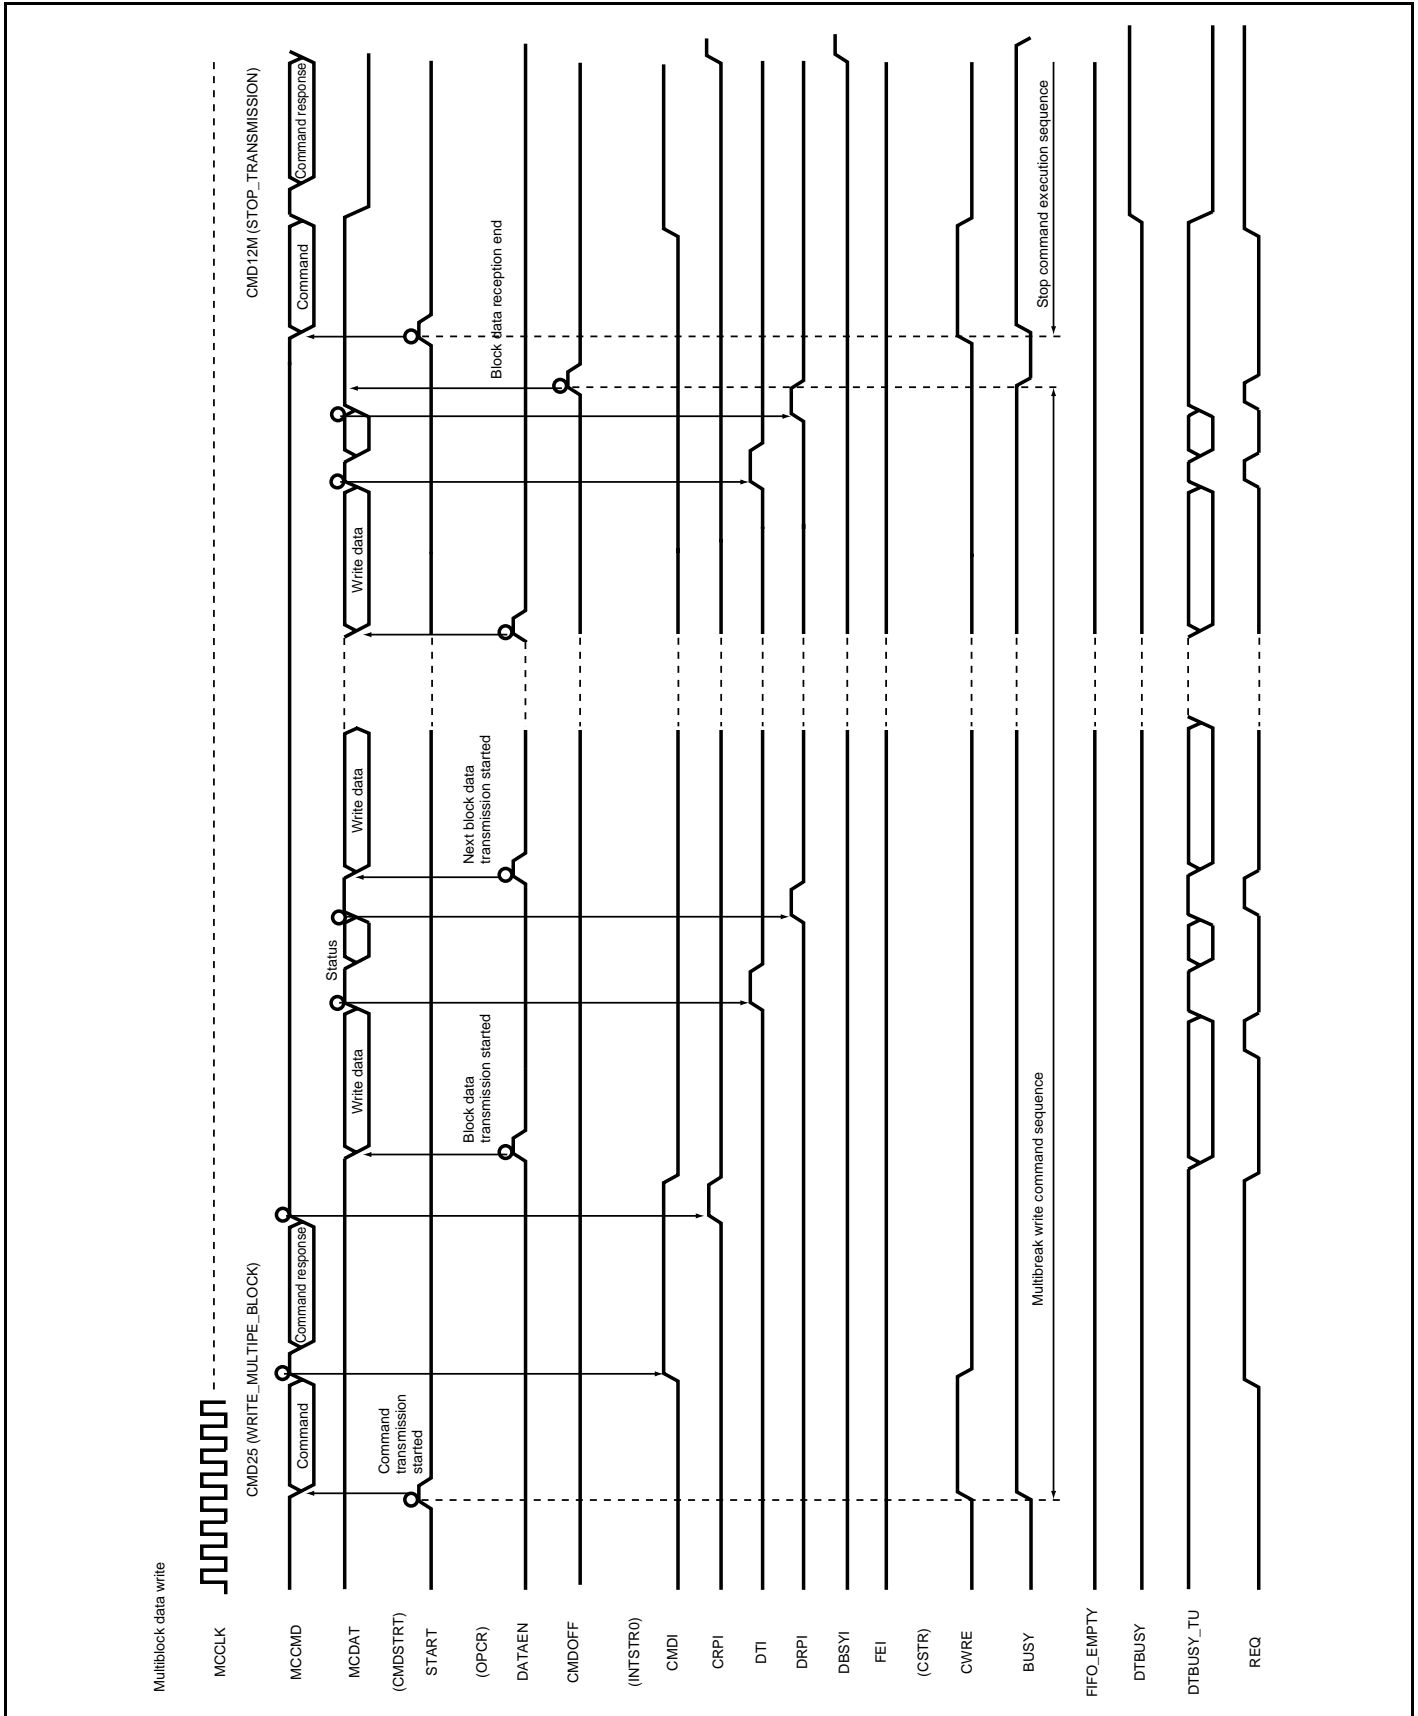 Multiblock data write
MCCLK
MCCMD
CMD25 (WRITE_MULTIPE_BLOCK)
Command
Command response
CMD12M (STOP_TRANSMISSION)
Command
Command response
MCDAT
Write data
Status
Write data
Write data
(CMDSTRT)
START
Command
transmission
started
(OPCR)
DATAEN
Block data
transmission started
Next block data
transmission started
Block data reception end
CMDOFF
(INTSTR0)
CMDI
CRPI
DTI
DRPI
DBSYI
FEI
(CSTR)
CWRE
BUSY
Multibreak write command sequence
Stop command execution sequence
FIFO_EMPTY
DTBUSY
DTBUSY_TU
REQ